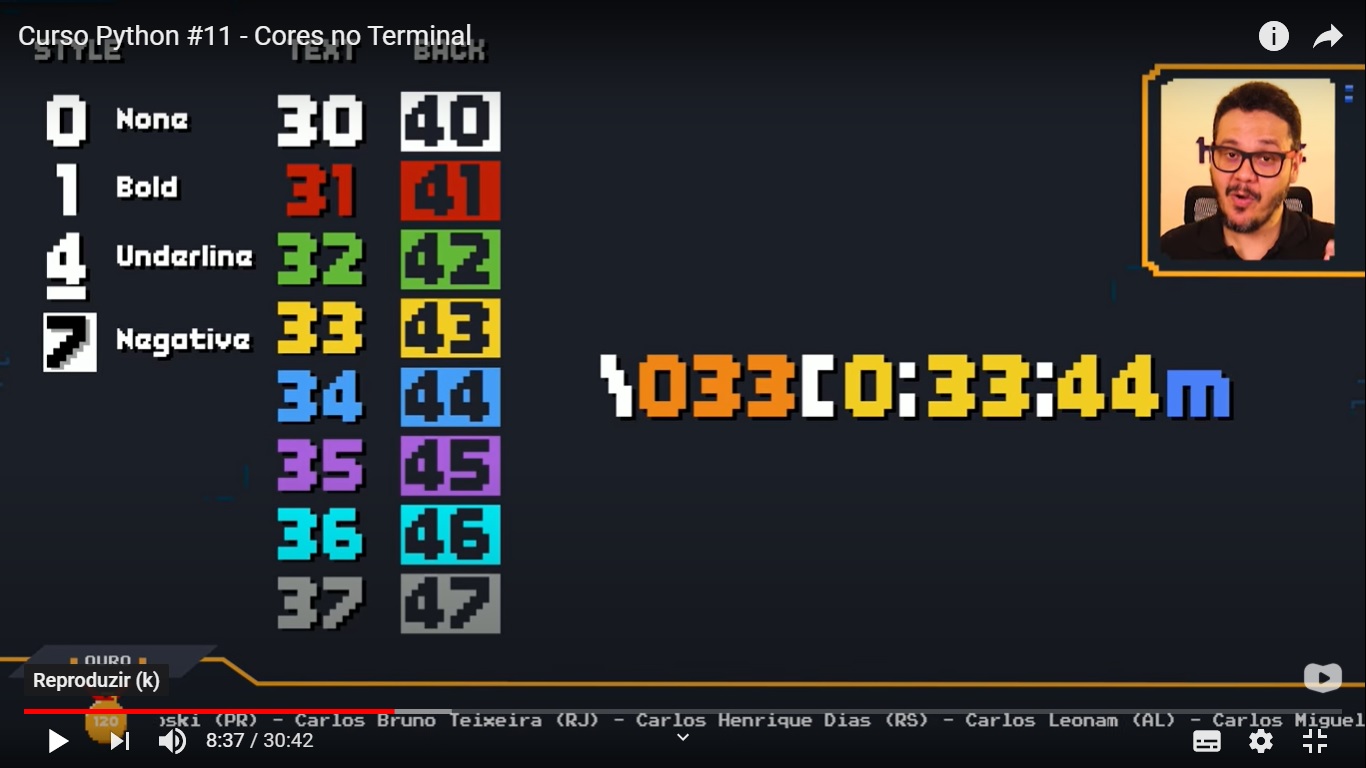 Curso Python #11 - Cores no Terminal
STYLE TEXT BACK
0 None 30 40
1 Bold 31 41
4 Underline 32 42
7 Negative 33 43
34 44
35 45
36 46
37 47
\033[0:33:44m
OURO
Reproduzir (k)
120
oski (PR) - Carlos Bruno Teixeira (RJ) - Carlos Henrique Dias (RS) - Carlos Leonam (AL) - Carlos Miguel
8:37 / 30:42